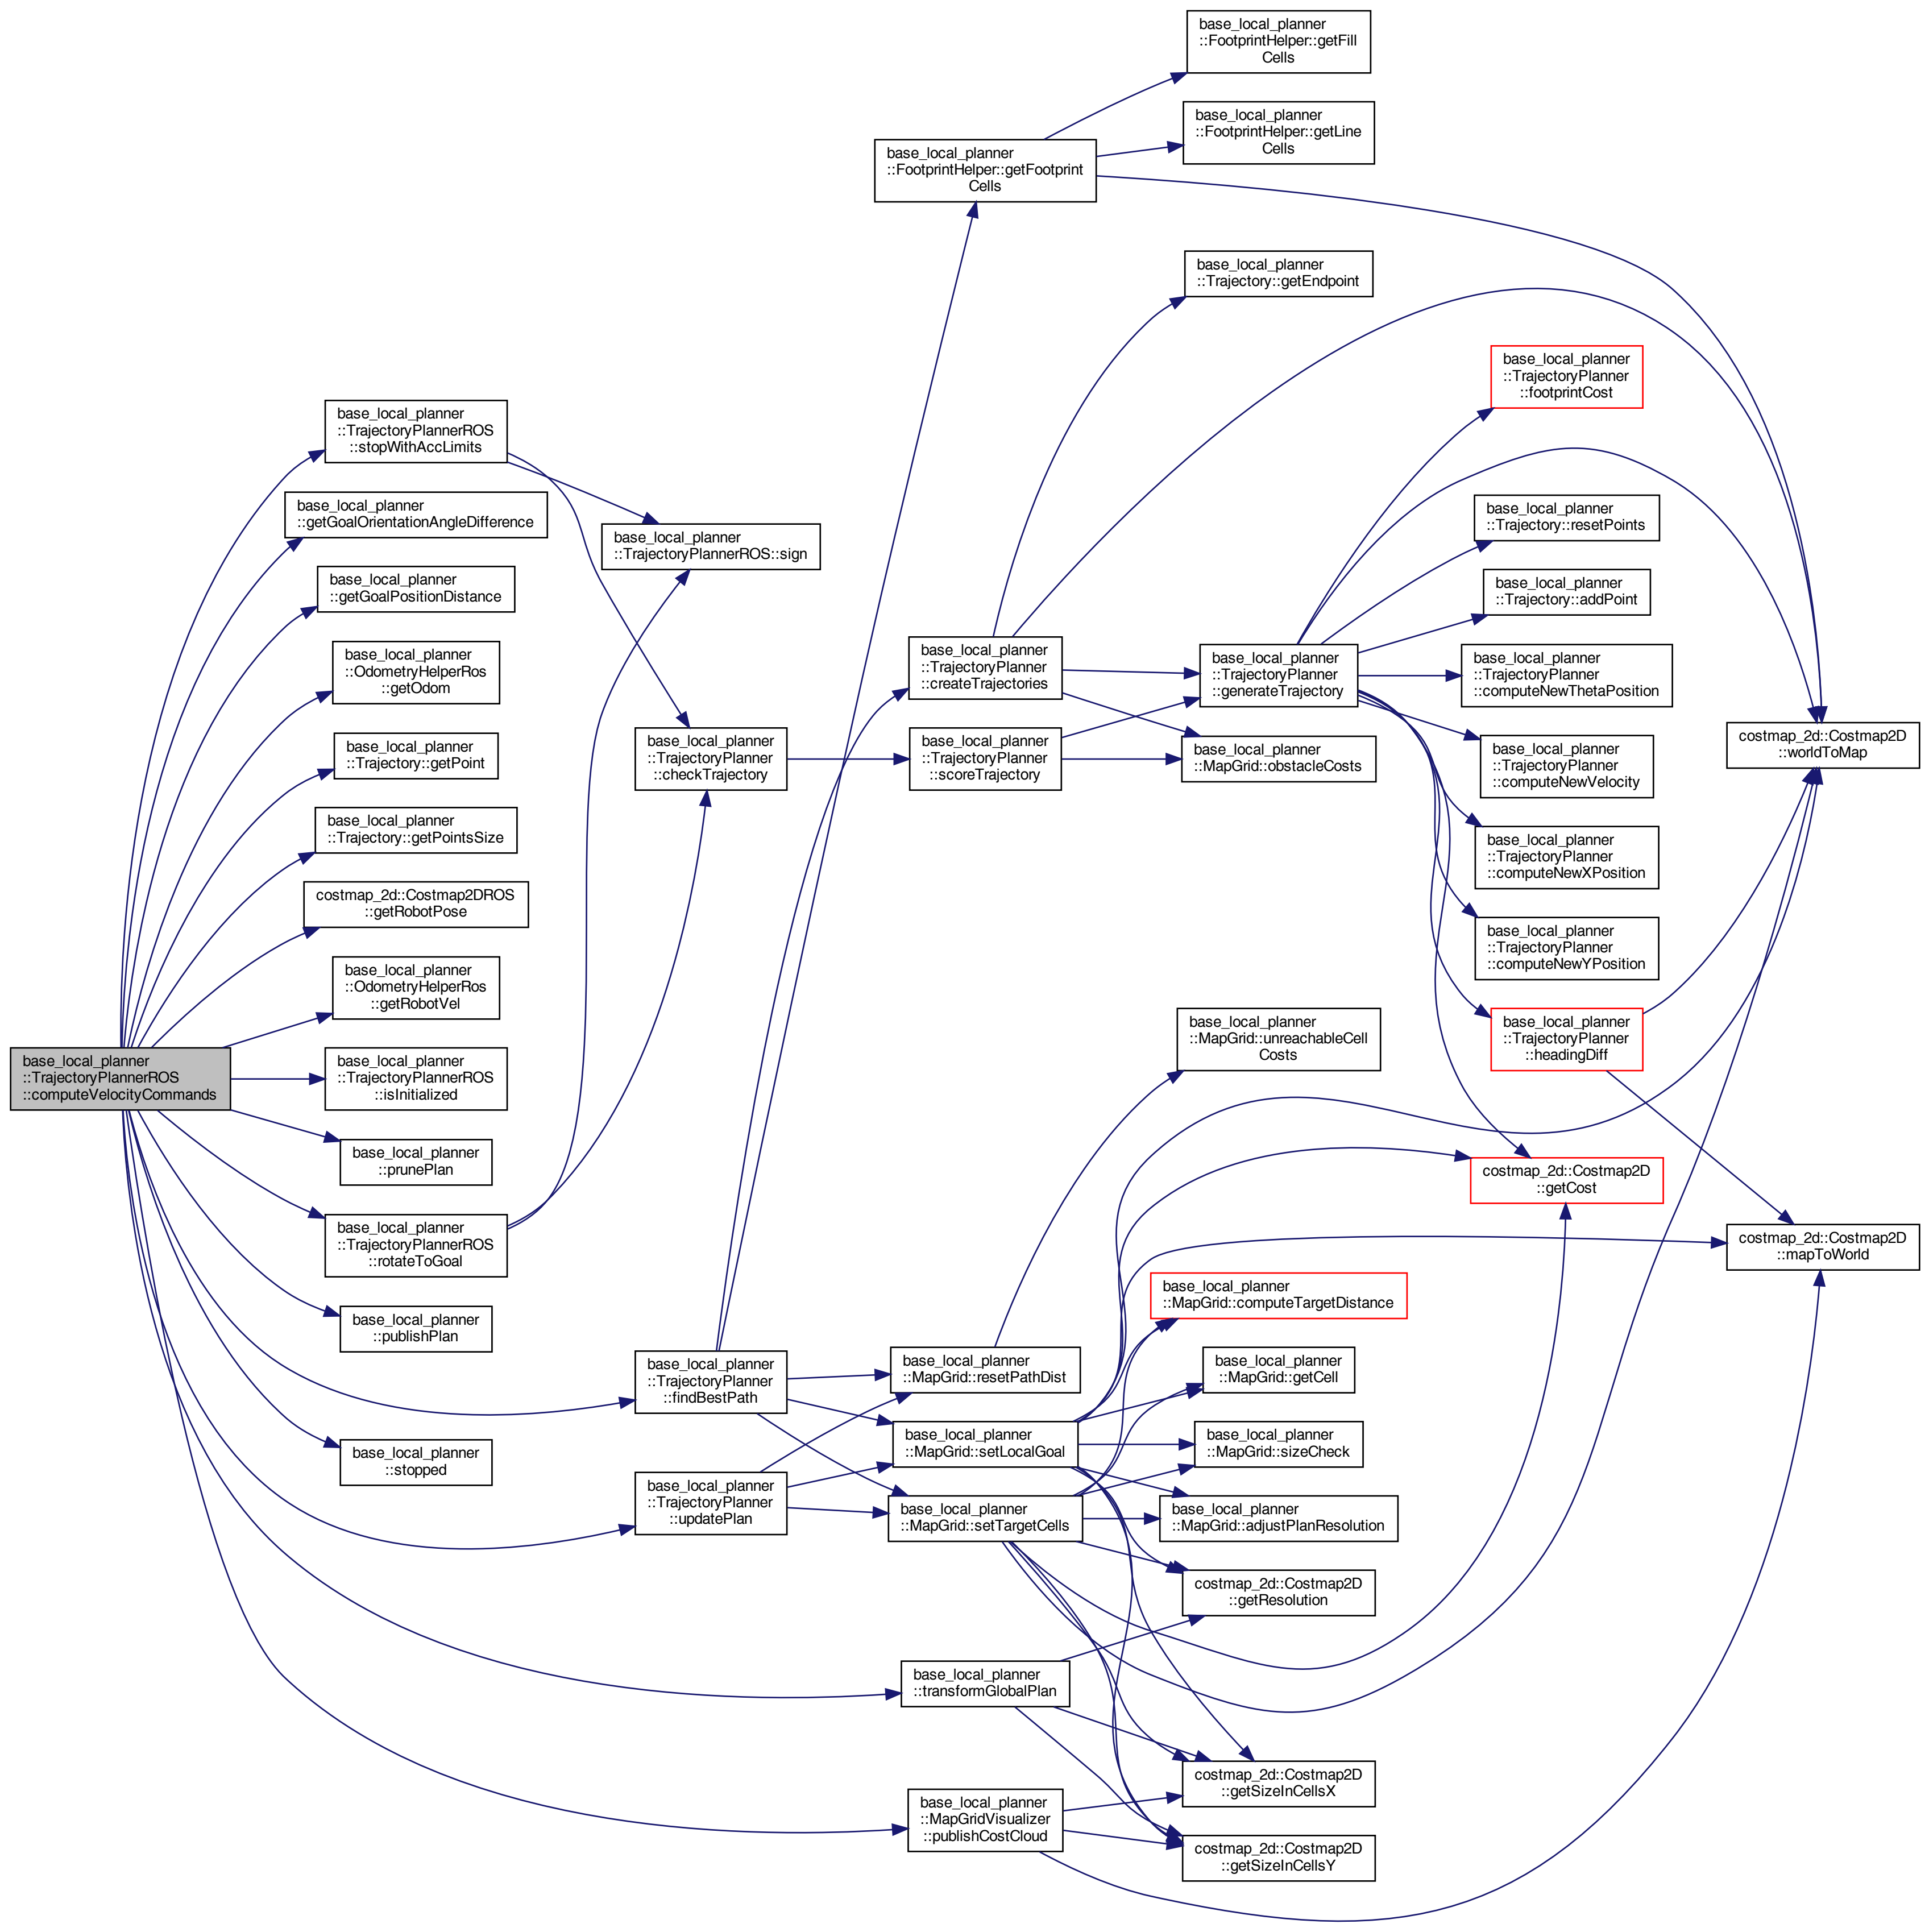 base_local_planner
::FootprintHelper::getFill
Cells
base_local_planner
::FootprintHelper::getLine
Cells
base_local_planner
::FootprintHelper::getFootprint
Cells
base_local_planner
::Trajectory::getEndpoint
base_local_planner
::TrajectoryPlanner
::footprintCost
base_local_planner
::TrajectoryPlannerROS
::stopWithAccLimits
base_local_planner
::getGoalOrientationAngleDifference
base_local_planner
::TrajectoryPlannerROS::sign
base_local_planner
::Trajectory::resetPoints
base_local_planner
::getGoalPositionDistance
base_local_planner
::Trajectory::addPoint
base_local_planner
::OdometryHelperRos
::getOdom
base_local_planner
::TrajectoryPlanner
::createTrajectories
base_local_planner
::TrajectoryPlanner
::generateTrajectory
base_local_planner
::TrajectoryPlanner
::computeNewThetaPosition
base_local_planner
::Trajectory::getPoint
base_local_planner
::TrajectoryPlanner
::checkTrajectory
base_local_planner
::TrajectoryPlanner
::scoreTrajectory
base_local_planner
::MapGrid::obstacleCosts
base_local_planner
::TrajectoryPlanner
::computeNewVelocity
costmap_2d::Costmap2D
::worldToMap
base_local_planner
::Trajectory::getPointsSize
base_local_planner
::TrajectoryPlanner
::computeNewXPosition
costmap_2d::Costmap2DROS
::getRobotPose
base_local_planner
::TrajectoryPlanner
::computeNewYPosition
base_local_planner
::OdometryHelperRos
::getRobotVel
base_local_planner
::MapGrid::unreachableCell
Costs
base_local_planner
::TrajectoryPlanner
::headingDiff
base_local_planner
::TrajectoryPlannerROS
::computeVelocityCommands
base_local_planner
::TrajectoryPlannerROS
::isInitialized
base_local_planner
::prunePlan
costmap_2d::Costmap2D
::getCost
base_local_planner
::TrajectoryPlannerROS
::rotateToGoal
costmap_2d::Costmap2D
::mapToWorld
base_local_planner
::MapGrid::computeTargetDistance
base_local_planner
::publishPlan
base_local_planner
::TrajectoryPlanner
::findBestPath
base_local_planner
::MapGrid::resetPathDist
base_local_planner
::MapGrid::getCell
base_local_planner
::MapGrid::setLocalGoal
base_local_planner
::MapGrid::sizeCheck
base_local_planner
::stopped
base_local_planner
::TrajectoryPlanner
::updatePlan
base_local_planner
::MapGrid::setTargetCells
base_local_planner
::MapGrid::adjustPlanResolution
costmap_2d::Costmap2D
::getResolution
base_local_planner
::transformGlobalPlan
costmap_2d::Costmap2D
::getSizeInCellsX
base_local_planner
::MapGridVisualizer
::publishCostCloud
costmap_2d::Costmap2D
::getSizeInCellsY